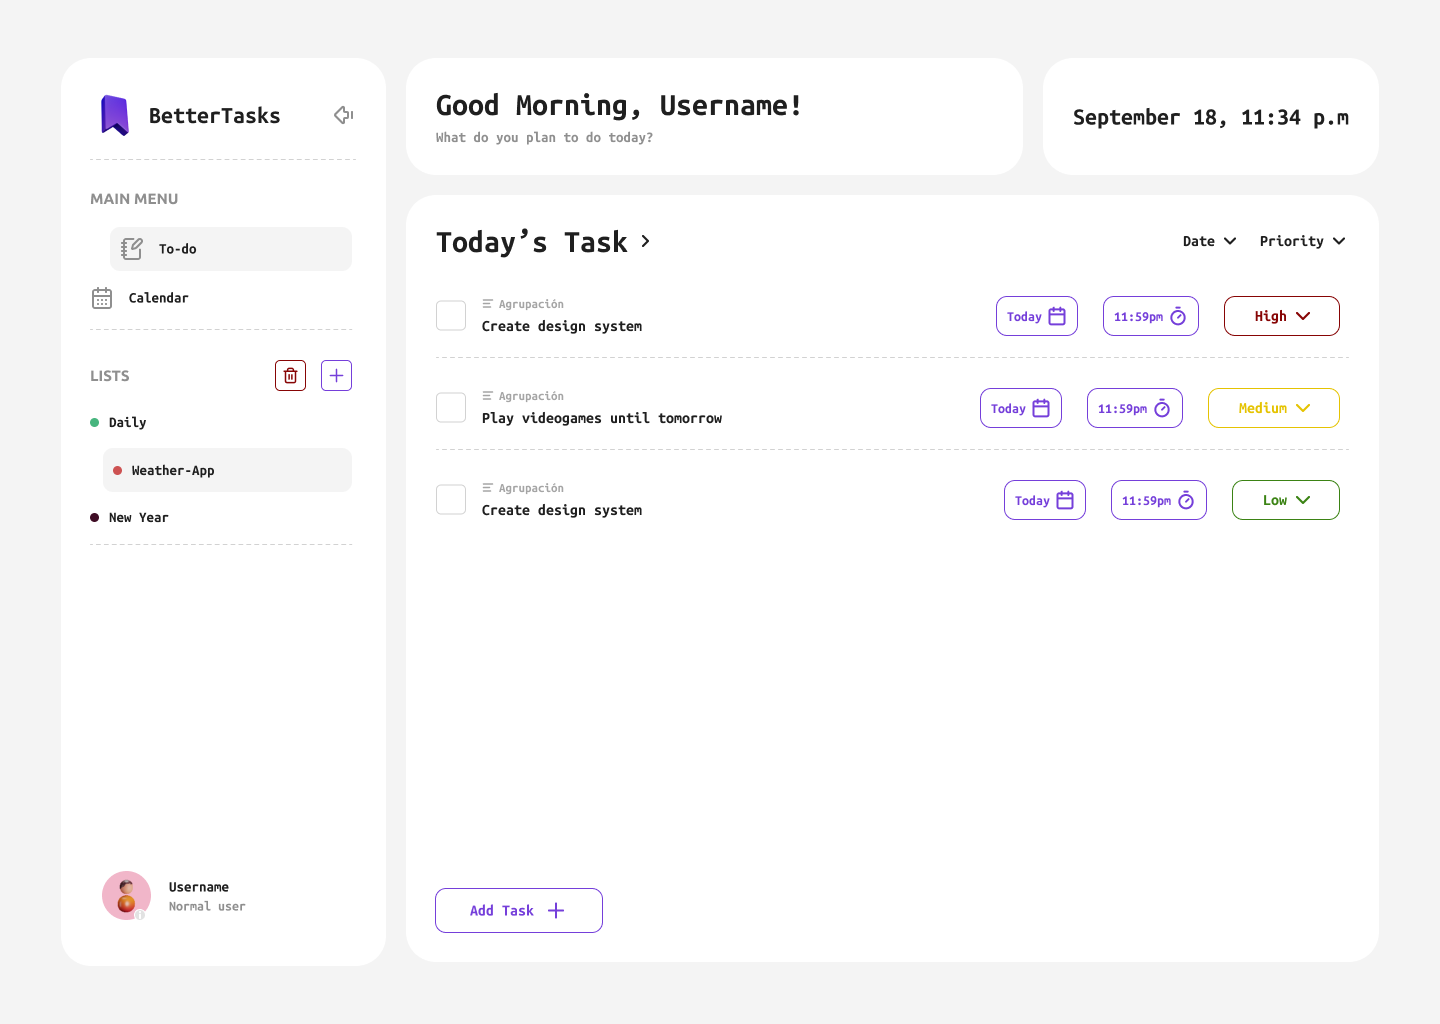 BetterTasks
MAIN MENU
To-do
Calendar
LISTS
Daily
Weather-App
New Year
Username
Normal user
Good Morning, Username!
What do you plan to do today?
September 18, 11:34 p.m
Today’s Task
Date
Priority
Agrupación
Create design system
Today
11:59pm
High
Agrupación
Play videogames until tomorrow
Today
11:59pm
Medium
Agrupación
Create design system
Today
11:59pm
Low
Add Task